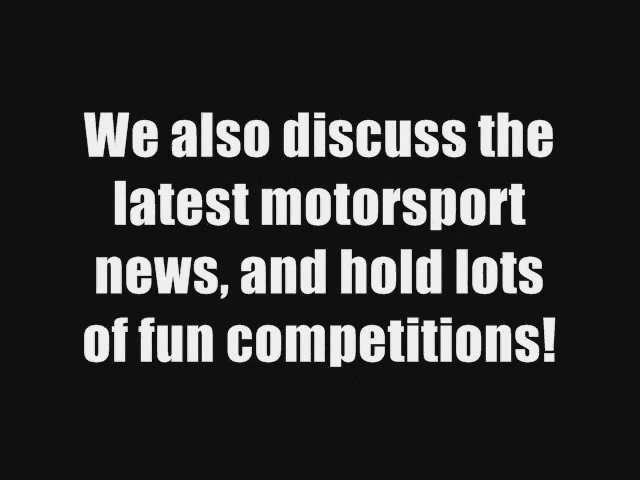 We also discuss the
latest motorsport
news, and hold lots
of fun competitions!